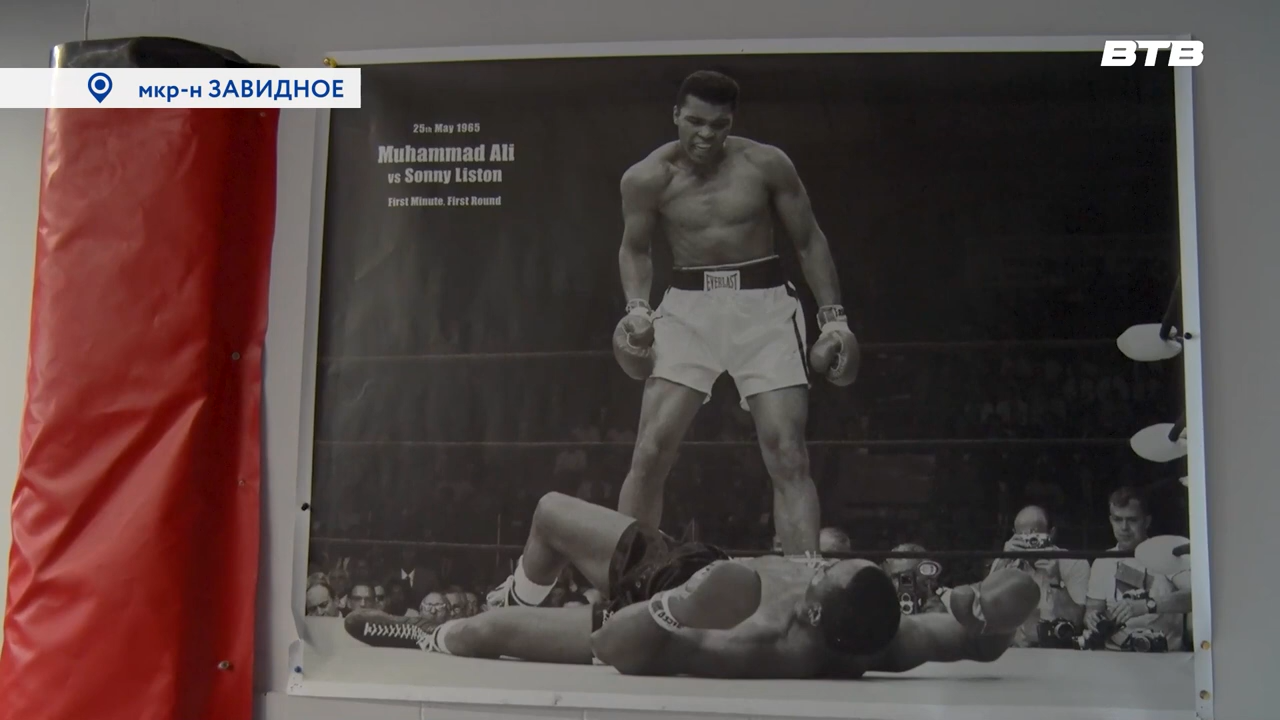 ВТВ
мкр-н ЗАВИДНОЕ
25th May 1965
Muhammad Ali
vs Sonny Liston
First Minute. First Round
EVERLAST